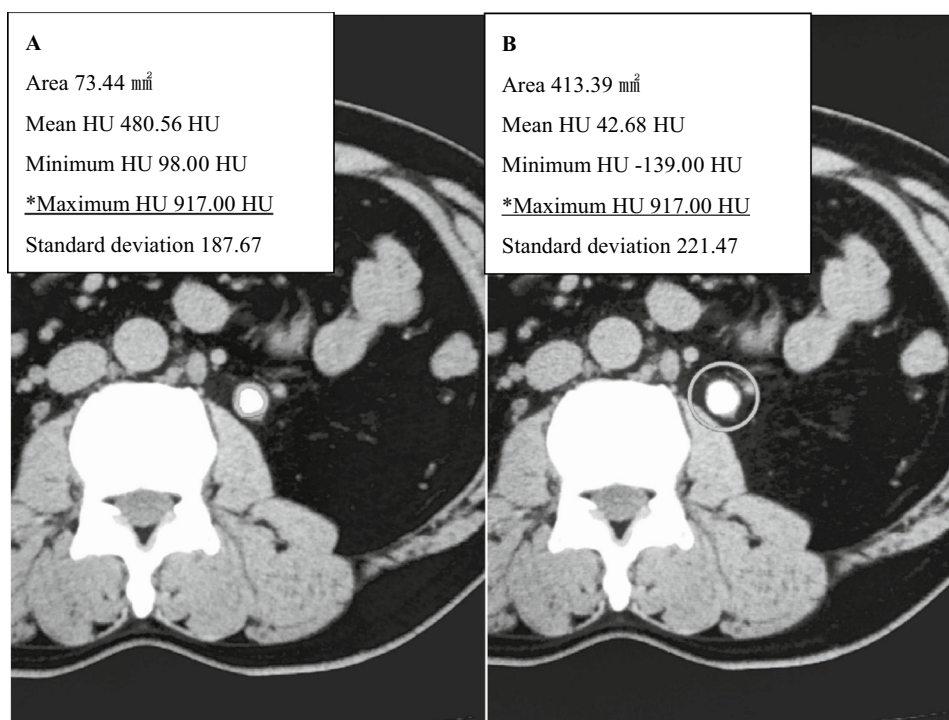 A
Area 73.44 ㎟
Mean HU 480.56 HU
Minimum HU 98.00 HU
*Maximum HU 917.00 HU
Standard deviation 187.67
B
Area 413.39 ㎟
Mean HU 42.68 HU
Minimum HU -139.00 HU
*Maximum HU 917.00 HU
Standard deviation 221.47